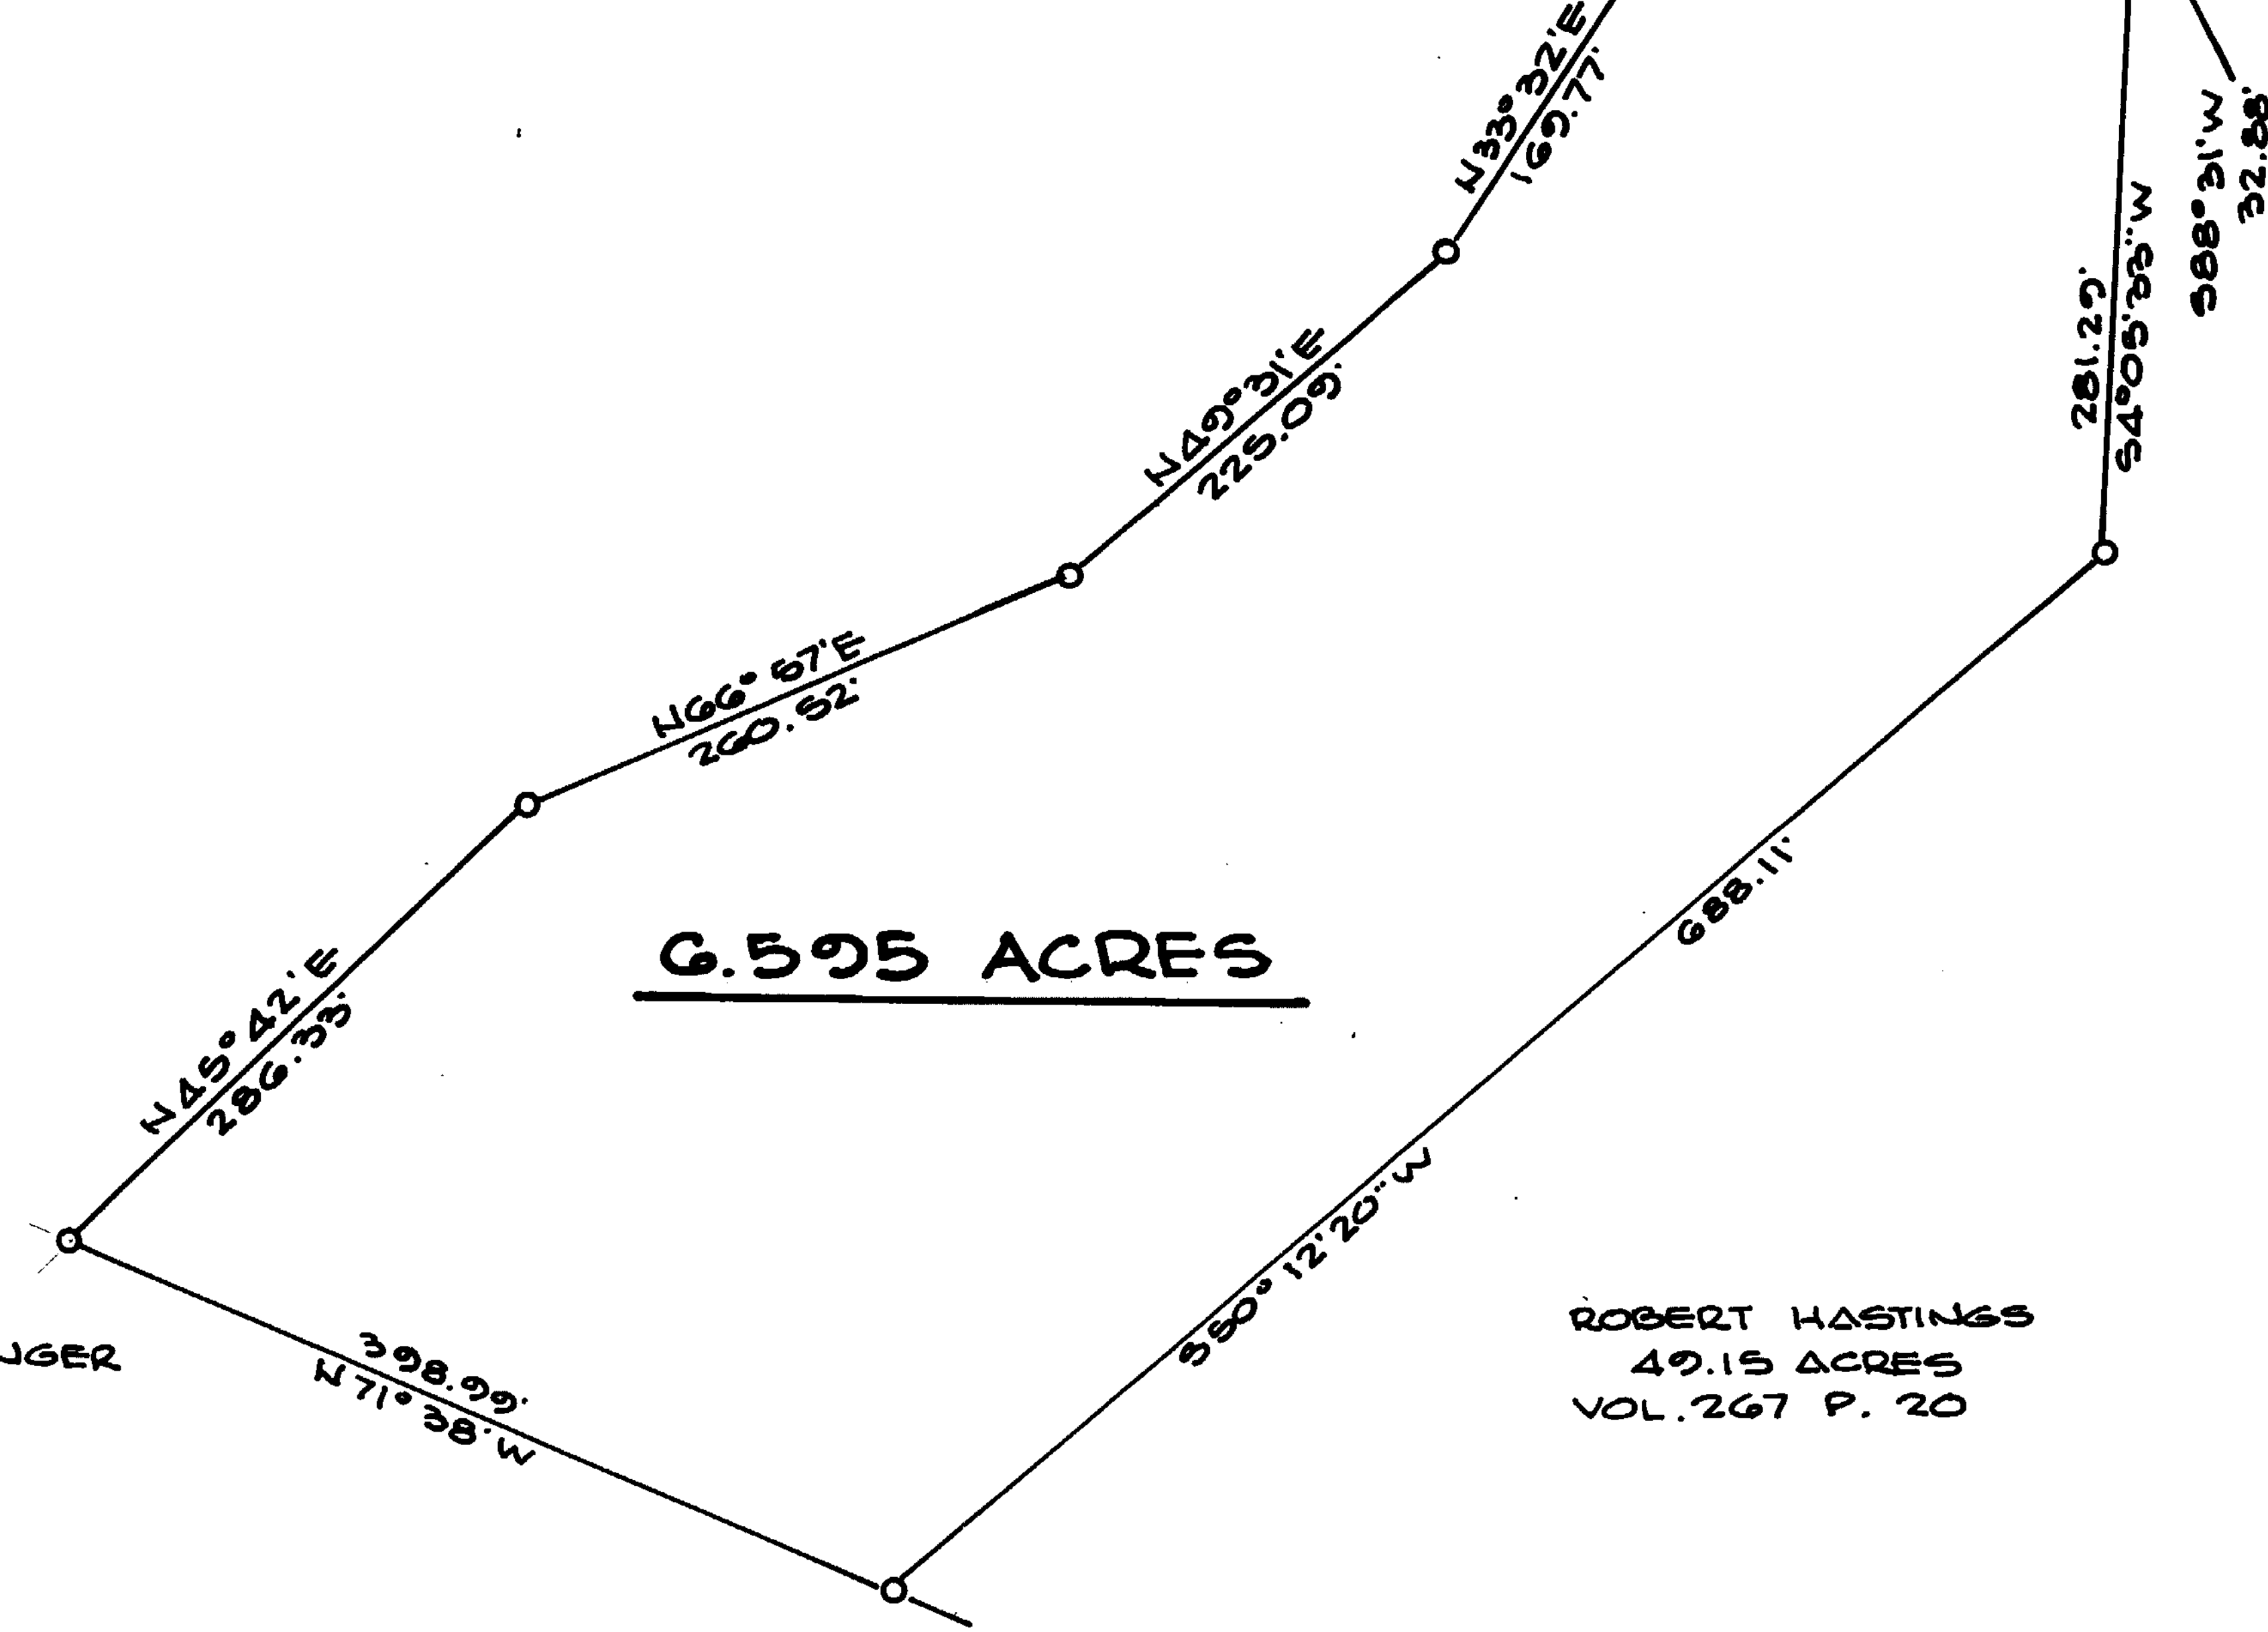 N33° 32' E
169.77'
S88° 31' W
32.88'
281.29'
S4° 05' 23" W
N49° 31' E
225.09'
N66° 57' E
260.52'
688.11'
6.595 ACRES
N45° 42' E
286.33'
S50° 12' 20" W
ROBERT HASTINGS
49.15 ACRES
VOL. 267 P. 20
398.99'
N 71° 38' W